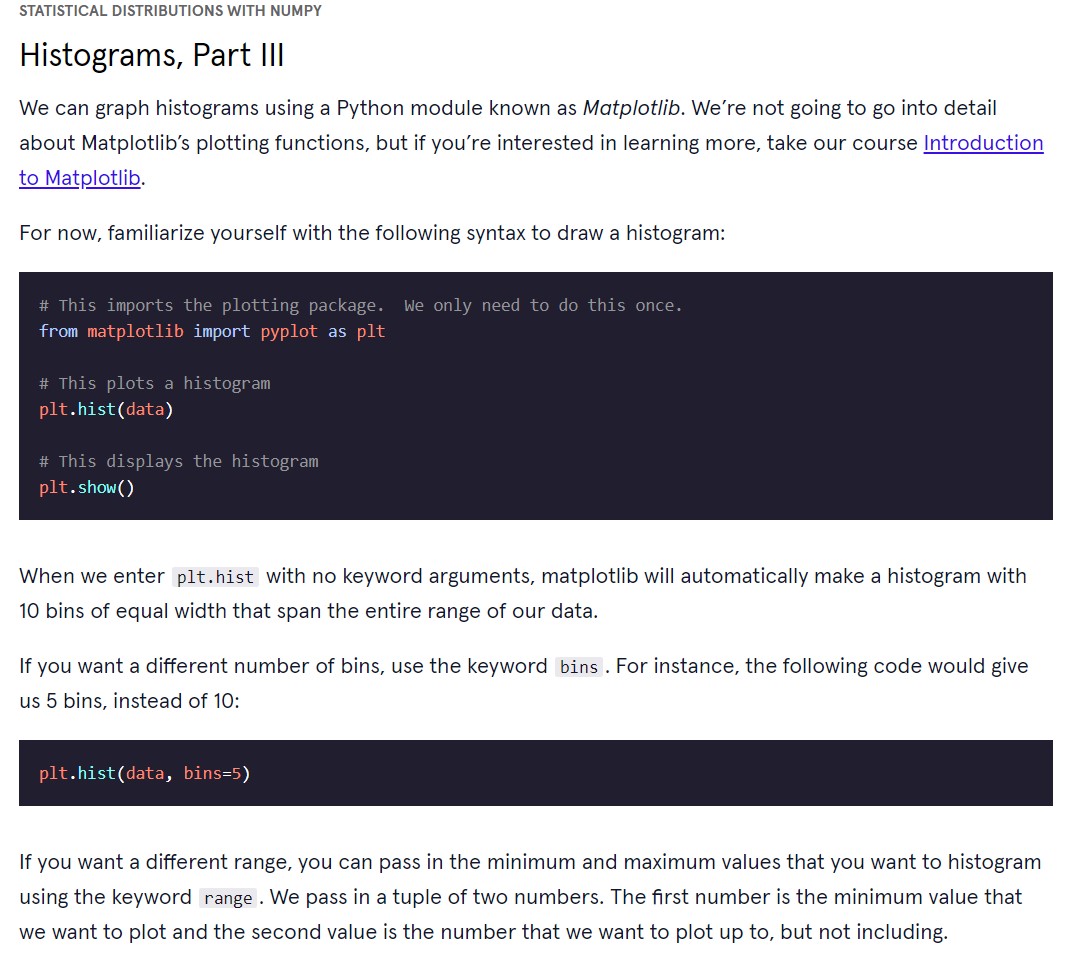 STATISTICAL DISTRIBUTIONS WITH NUMPY
Histograms, Part III
We can graph histograms using a Python module known as Matplotlib. We’re not going to go into detail
about Matplotlib’s plotting functions, but if you’re interested in learning more, take our course Introduction
to Matplotlib.
For now, familiarize yourself with the following syntax to draw a histogram:
# This imports the plotting package.  We only need to do this once.
from matplotlib import pyplot as plt
# This plots a histogram
plt.hist(data)
# This displays the histogram
plt.show()
When we enter plt.hist with no keyword arguments, matplotlib will automatically make a histogram with
10 bins of equal width that span the entire range of our data.
If you want a different number of bins, use the keyword bins. For instance, the following code would give
us 5 bins, instead of 10:
plt.hist(data, bins=5)
If you want a different range, you can pass in the minimum and maximum values that you want to histogram
using the keyword range. We pass in a tuple of two numbers. The first number is the minimum value that
we want to plot and the second value is the number that we want to plot up to, but not including.